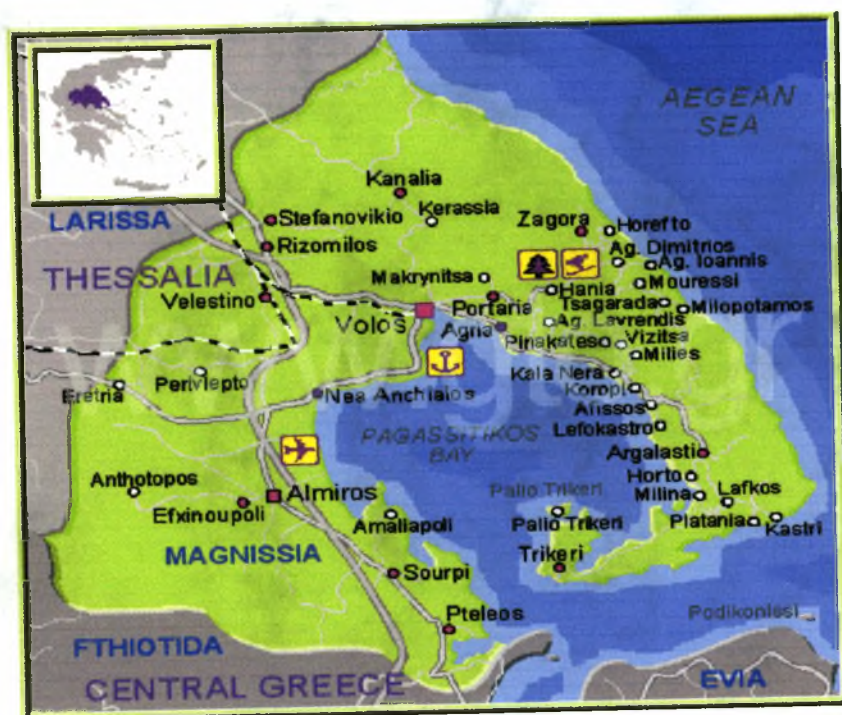 AEGEAN
SEA
Kanalia
LARISSA
Stefanovikio
Kerassia
Zagora
Horefto
Rizomilos
Ag. Dimitrios
Ag. Ioannis
THESSALIA
Makrynitsa
Hania
Mouressi
Velestino
Portaria
Tsagarada
Milopotamos
Volos
Agria
Ag. Lavrendis
Pinakates
Vizitsa
Milies
Eretria
Perivlepto
Kala Nera
Nea Anchialos
Koropi
Afissos
PAGASSITIKOS
BAY
Lefokastro
Argalasti
Anthotopos
Almiros
Palio Trikeri
Horto
Milina
Lafkos
Efxinoupoli
Amaliapoli
Palio Trikeri
Platania
Kastri
MAGNISSIA
Trikeri
Sourpi
Pteleos
FTHIOTIDA
CENTRAL GREECE
EVIA